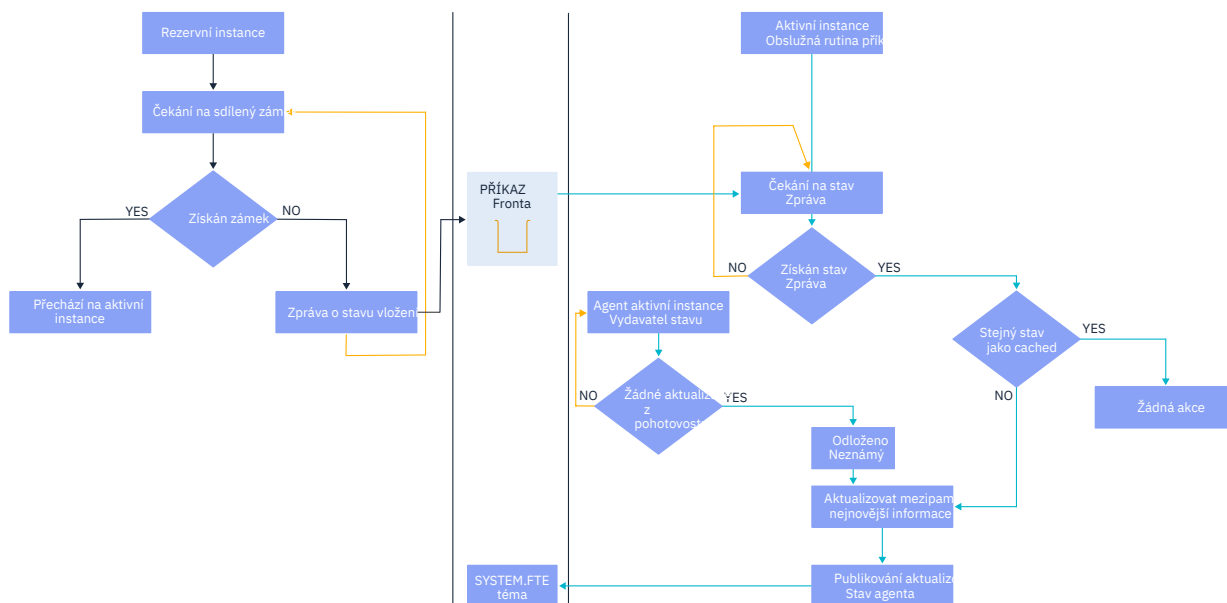 Rezervní instance
Čekání na sdílený zám
Získán zámek
YES
NO
Přechází na aktivní
instance
Zpráva o stavu vložení
PŘÍKAZ
Fronta
SYSTEM.FTE
téma
Aktivní instance
Obslužná rutina přík
Čekání na stav
Zpráva
Získán stav
Zpráva
NO
YES
Agent aktivní instance
Vydavatel stavu
Stejný stav
jako cached
YES
NO
Žádná akce
Žádné aktualiz
z
pohotovost
NO
YES
Odloženo
Neznámý
Aktualizovat mezipam
nejnovější informace
Publikování aktualiz
Stav agenta